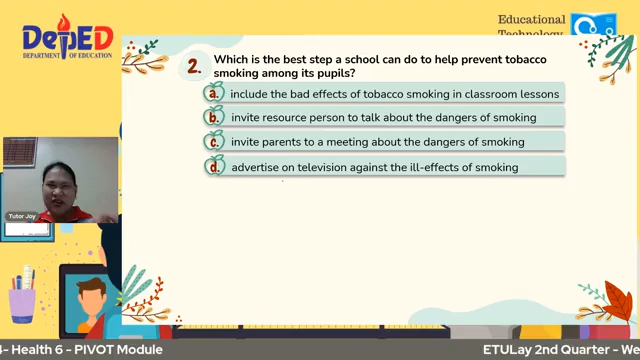 DepED
DEPARTMENT OF EDUCATION
Educational
Technology
2.
Which is the best step a school can do to help prevent tobacco
smoking among its pupils?
a. include the bad effects of tobacco smoking in classroom lessons
b. invite resource person to talk about the dangers of smoking
c. invite parents to a meeting about the dangers of smoking
d. advertise on television against the ill-effects of smoking
Tutor Joy
- Health 6 - PIVOT Module
ETULay 2nd Quarter - We